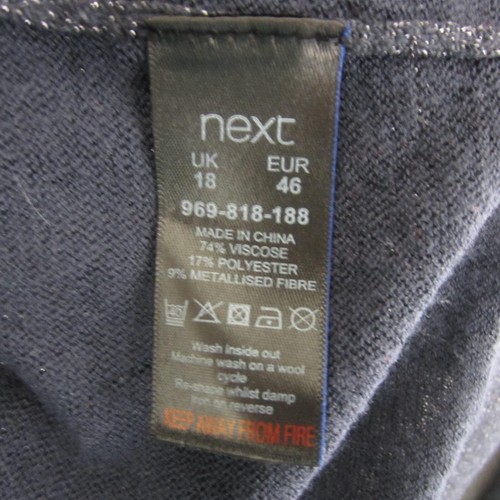 next
UK EUR
18 46
969-818-188
MADE IN CHINA
74% VISCOSE
17% POLYESTER
9% METALLISED FIBRE
40
Wash inside out
Machine wash on a wool
cycle
Re-shape whilst damp
Iron on reverse
KEEP AWAY FROM FIRE